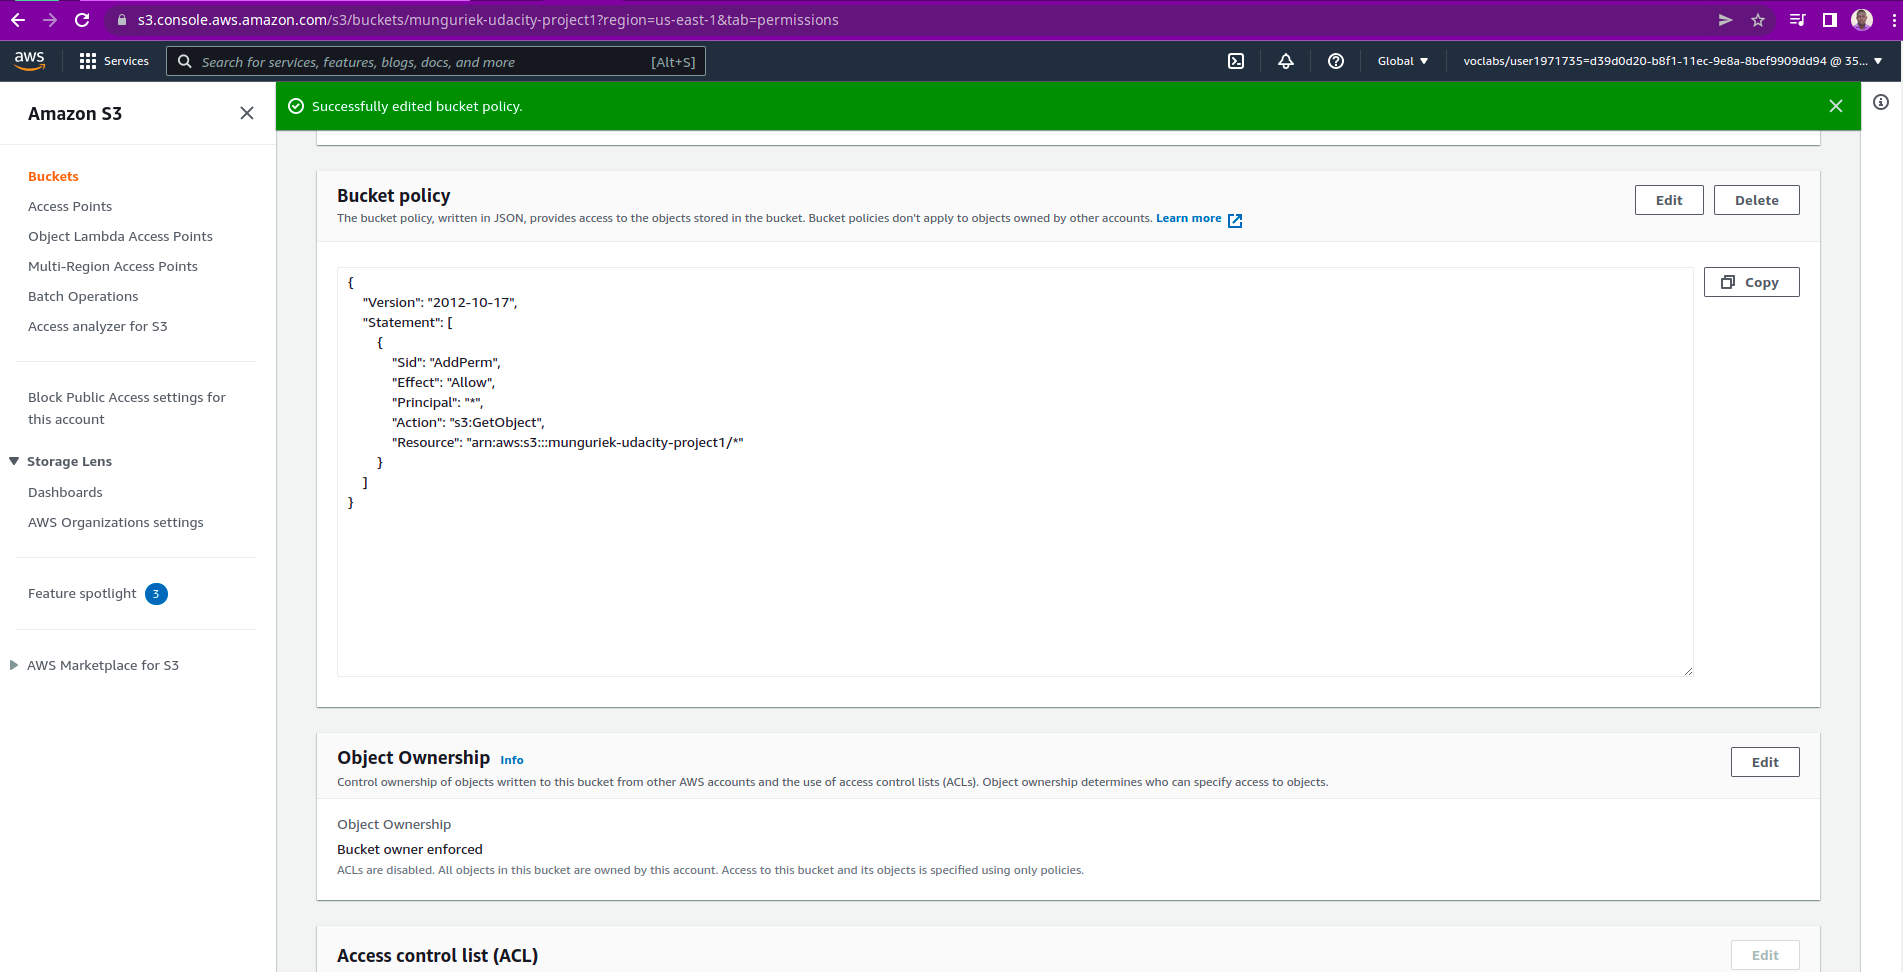 s3.console.aws.amazon.com/s3/buckets/munguriek-udacity-project1?region=us-east-1&tab=permissions
aws
Services
Search for services, features, blogs, docs, and more
[Alt+S]
Global
voclabs/user1971735=d39d0d20-b8f1-11ec-9e8a-8bef9909dd94 @ 35...
Amazon S3
Buckets
Access Points
Object Lambda Access Points
Multi-Region Access Points
Batch Operations
Access analyzer for S3
Block Public Access settings for
this account
Storage Lens
Dashboards
AWS Organizations settings
Feature spotlight 3
AWS Marketplace for S3
Successfully edited bucket policy.
Bucket policy
The bucket policy, written in JSON, provides access to the objects stored in the bucket. Bucket policies don't apply to objects owned by other accounts. Learn more
Edit
Delete
{
"Version": "2012-10-17",
"Statement": [
{
"Sid": "AddPerm",
"Effect": "Allow",
"Principal": "*",
"Action": "s3:GetObject",
"Resource": "arn:aws:s3:::munguriek-udacity-project1/*"
}
]
}
Copy
Object Ownership Info
Control ownership of objects written to this bucket from other AWS accounts and the use of access control lists (ACLs). Object ownership determines who can specify access to objects.
Edit
Object Ownership
Bucket owner enforced
ACLs are disabled. All objects in this bucket are owned by this account. Access to this bucket and its objects is specified using only policies.
Access control list (ACL)
Edit